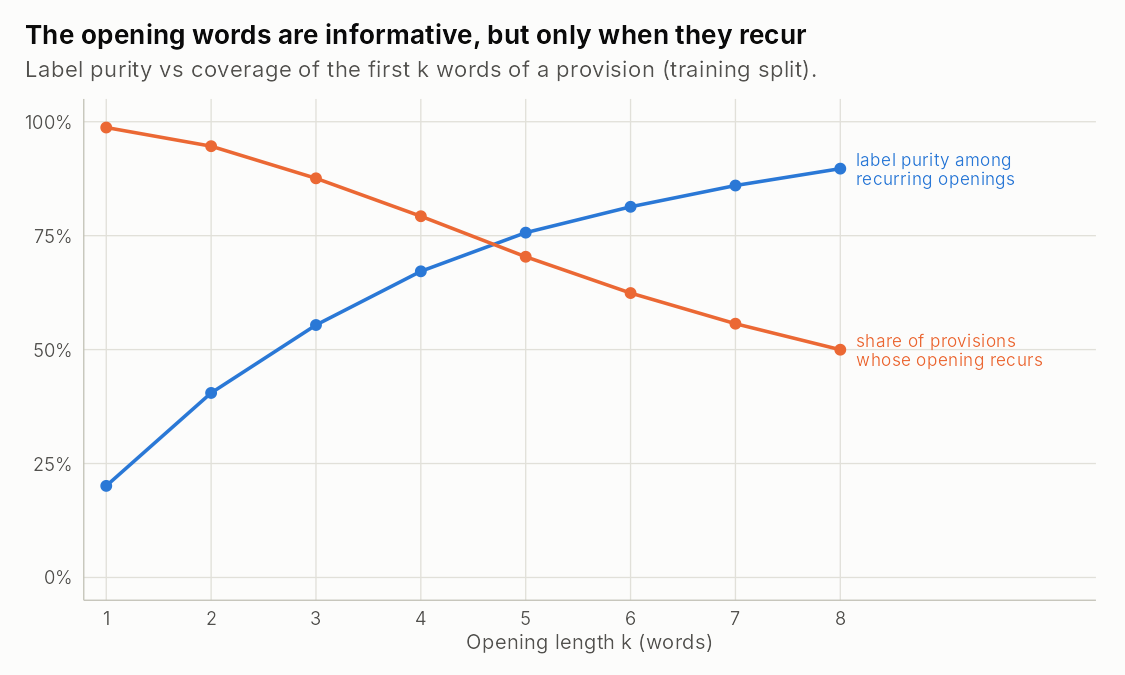 The opening words are informative, but only when they recur
Label purity vs coverage of the first k words of a provision (training split).
100%
75%
50%
25%
0%
label purity among
recurring openings
share of provisions
whose opening recurs
1 2 3 4 5 6 7 8
Opening length k (words)